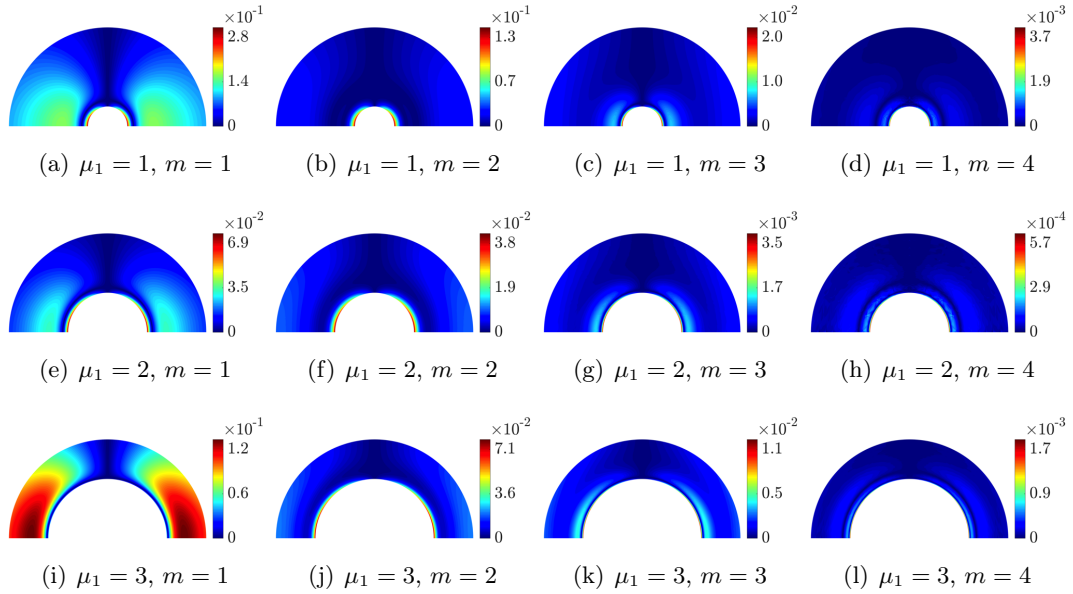 ×10⁻¹ ×10⁻¹ ×10⁻² ×10⁻³
2.8 1.3 2.0 3.7
1.4 0.7 1.0 1.9
0 0 0 0
(a) μ₁ = 1, m = 1 (b) μ₁ = 1, m = 2 (c) μ₁ = 1, m = 3 (d) μ₁ = 1, m = 4
×10⁻² ×10⁻² ×10⁻³ ×10⁻⁴
6.9 3.8 3.5 5.7
3.5 1.9 1.8 2.9
0 0 0 0
(e) μ₁ = 2, m = 1 (f) μ₁ = 2, m = 2 (g) μ₁ = 2, m = 3 (h) μ₁ = 2, m = 4
×10⁻¹ ×10⁻² ×10⁻² ×10⁻³
1.2 7.1 1.1 1.7
0.6 3.6 0.6 0.9
0 0 0 0
(i) μ₁ = 3, m = 1 (j) μ₁ = 3, m = 2 (k) μ₁ = 3, m = 3 (l) μ₁ = 3, m = 4